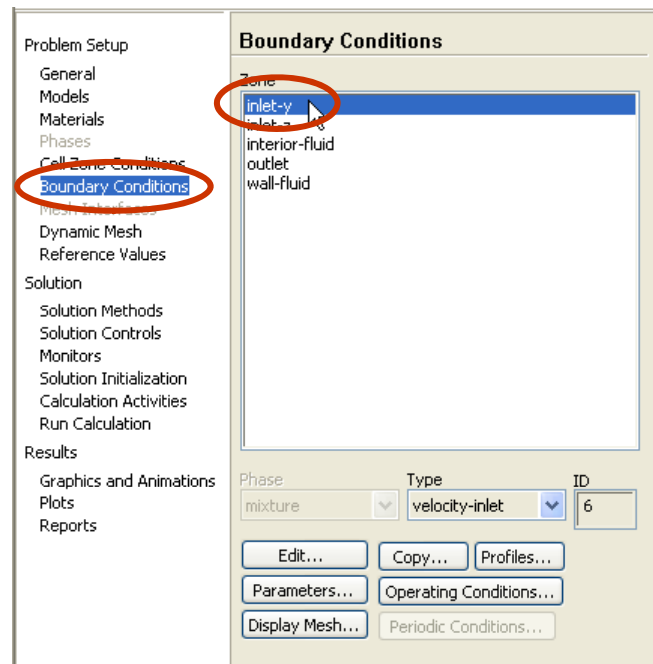 Problem Setup
General
Models
Materials
Phases
Cell Zone Conditions
Boundary Conditions
Mesh Interfaces
Dynamic Mesh
Reference Values
Solution
Solution Methods
Solution Controls
Monitors
Solution Initialization
Calculation Activities
Run Calculation
Results
Graphics and Animations
Plots
Reports
Boundary Conditions
Zone
inlet-y
inlet-z
interior-fluid
outlet
wall-fluid
Phase Type ID
mixture velocity-inlet 6
Edit... Copy... Profiles...
Parameters... Operating Conditions...
Display Mesh... Periodic Conditions...